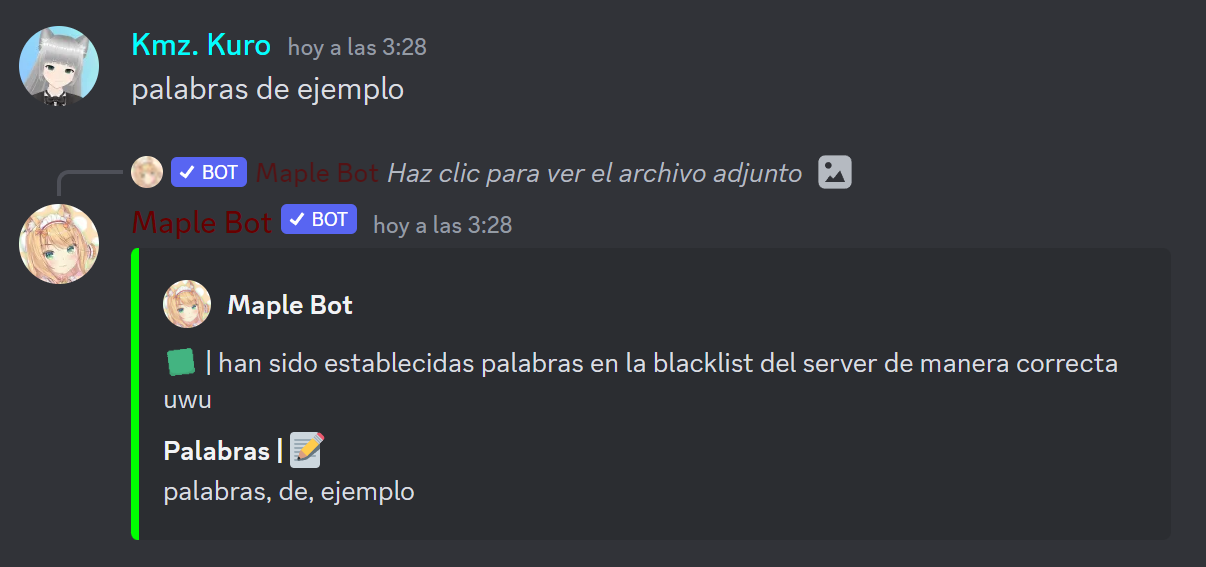 Kmz. Kuro hoy a las 3:28
palabras de ejemplo
BOT Maple Bot Haz clic para ver el archivo adjunto
Maple Bot BOT hoy a las 3:28
Maple Bot
| han sido establecidas palabras en la blacklist del server de manera correcta
uwu
Palabras |
palabras, de, ejemplo